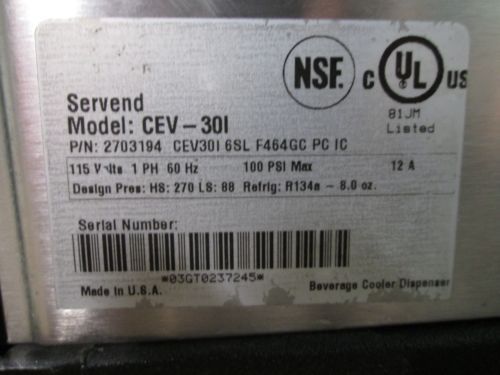 NSF.
C UL US
81JM
Listed
Servend
Model: CEV-30I
P/N: 2703194 CEV30I 6SL F464GC PC IC
115 Volts 1 PH 60 Hz 100 PSI Max 12 A
Design Pres: HS: 270 LS: 88 Refrig: R134a - 8.0 oz.
Serial Number:
*03GT0237245*
Made In U.S.A. Beverage Cooler Dispenser